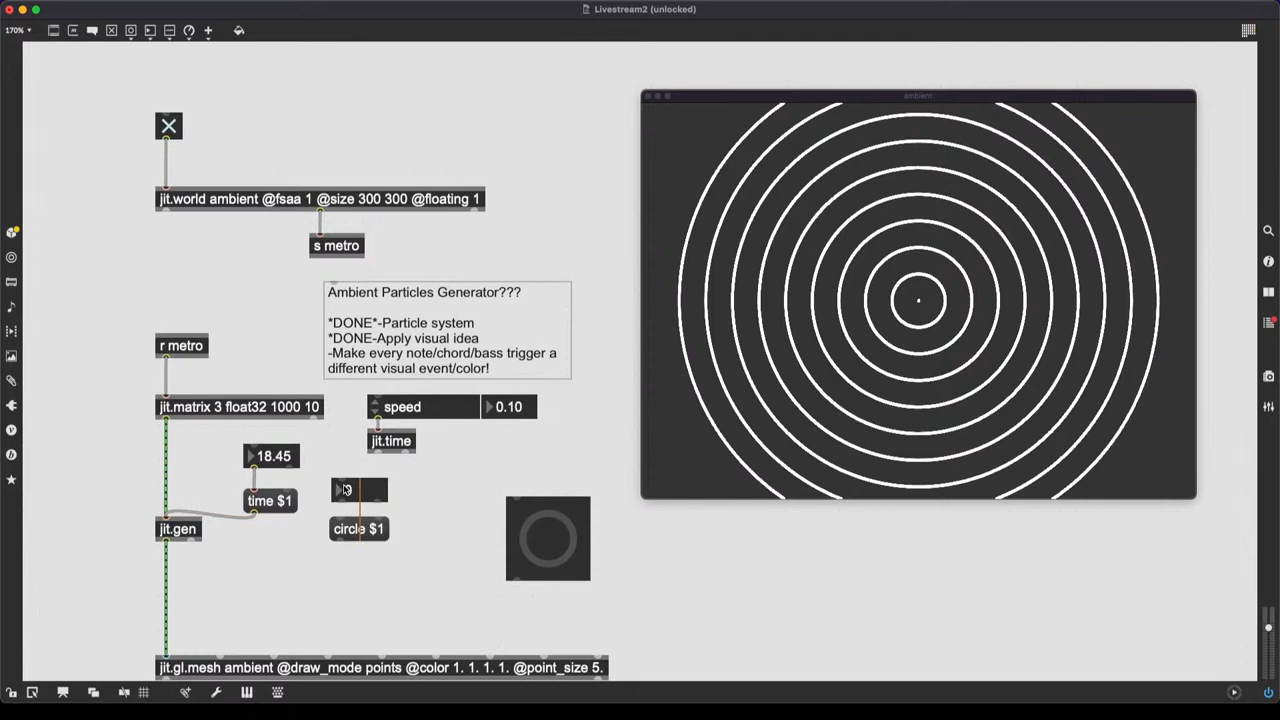 Livestream2 (unlocked)
170%
ambient
jit.world ambient @fsaa 1 @size 300 300 @floating 1
s metro
Ambient Particles Generator???
*DONE*-Particle system
*DONE-Apply visual idea
-Make every note/chord/bass trigger a
different visual event/color!
r metro
jit.matrix 3 float32 1000 10
speed
0.10
jit.time
18.45
time $1
circle $1
jit.gen
jit.gl.mesh ambient @draw_mode points @color 1. 1. 1. 1. @point_size 5.